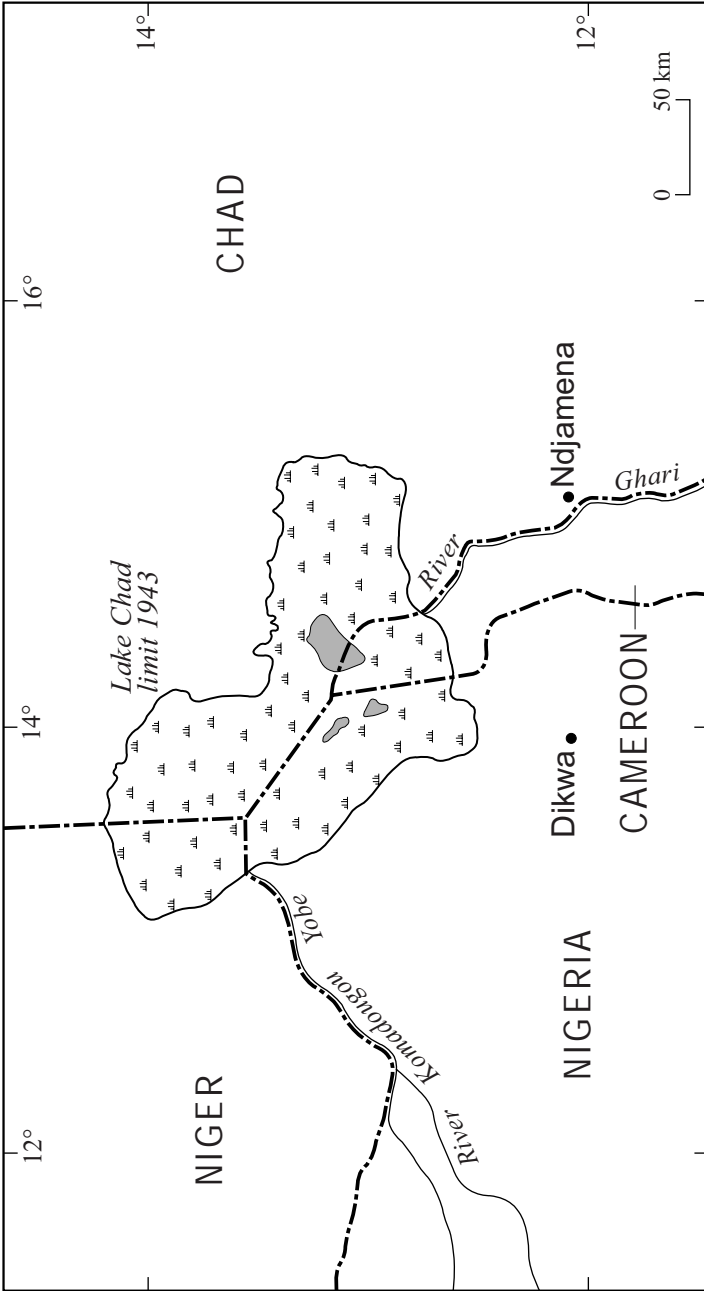 12°
14°
16°
14°
12°
Lake Chad
limit 1943
NIGER
CHAD
NIGERIA
CAMEROON
River
Komadougou
Yobe
River
Ghari
Dikwa
Ndjamena
0
50 km